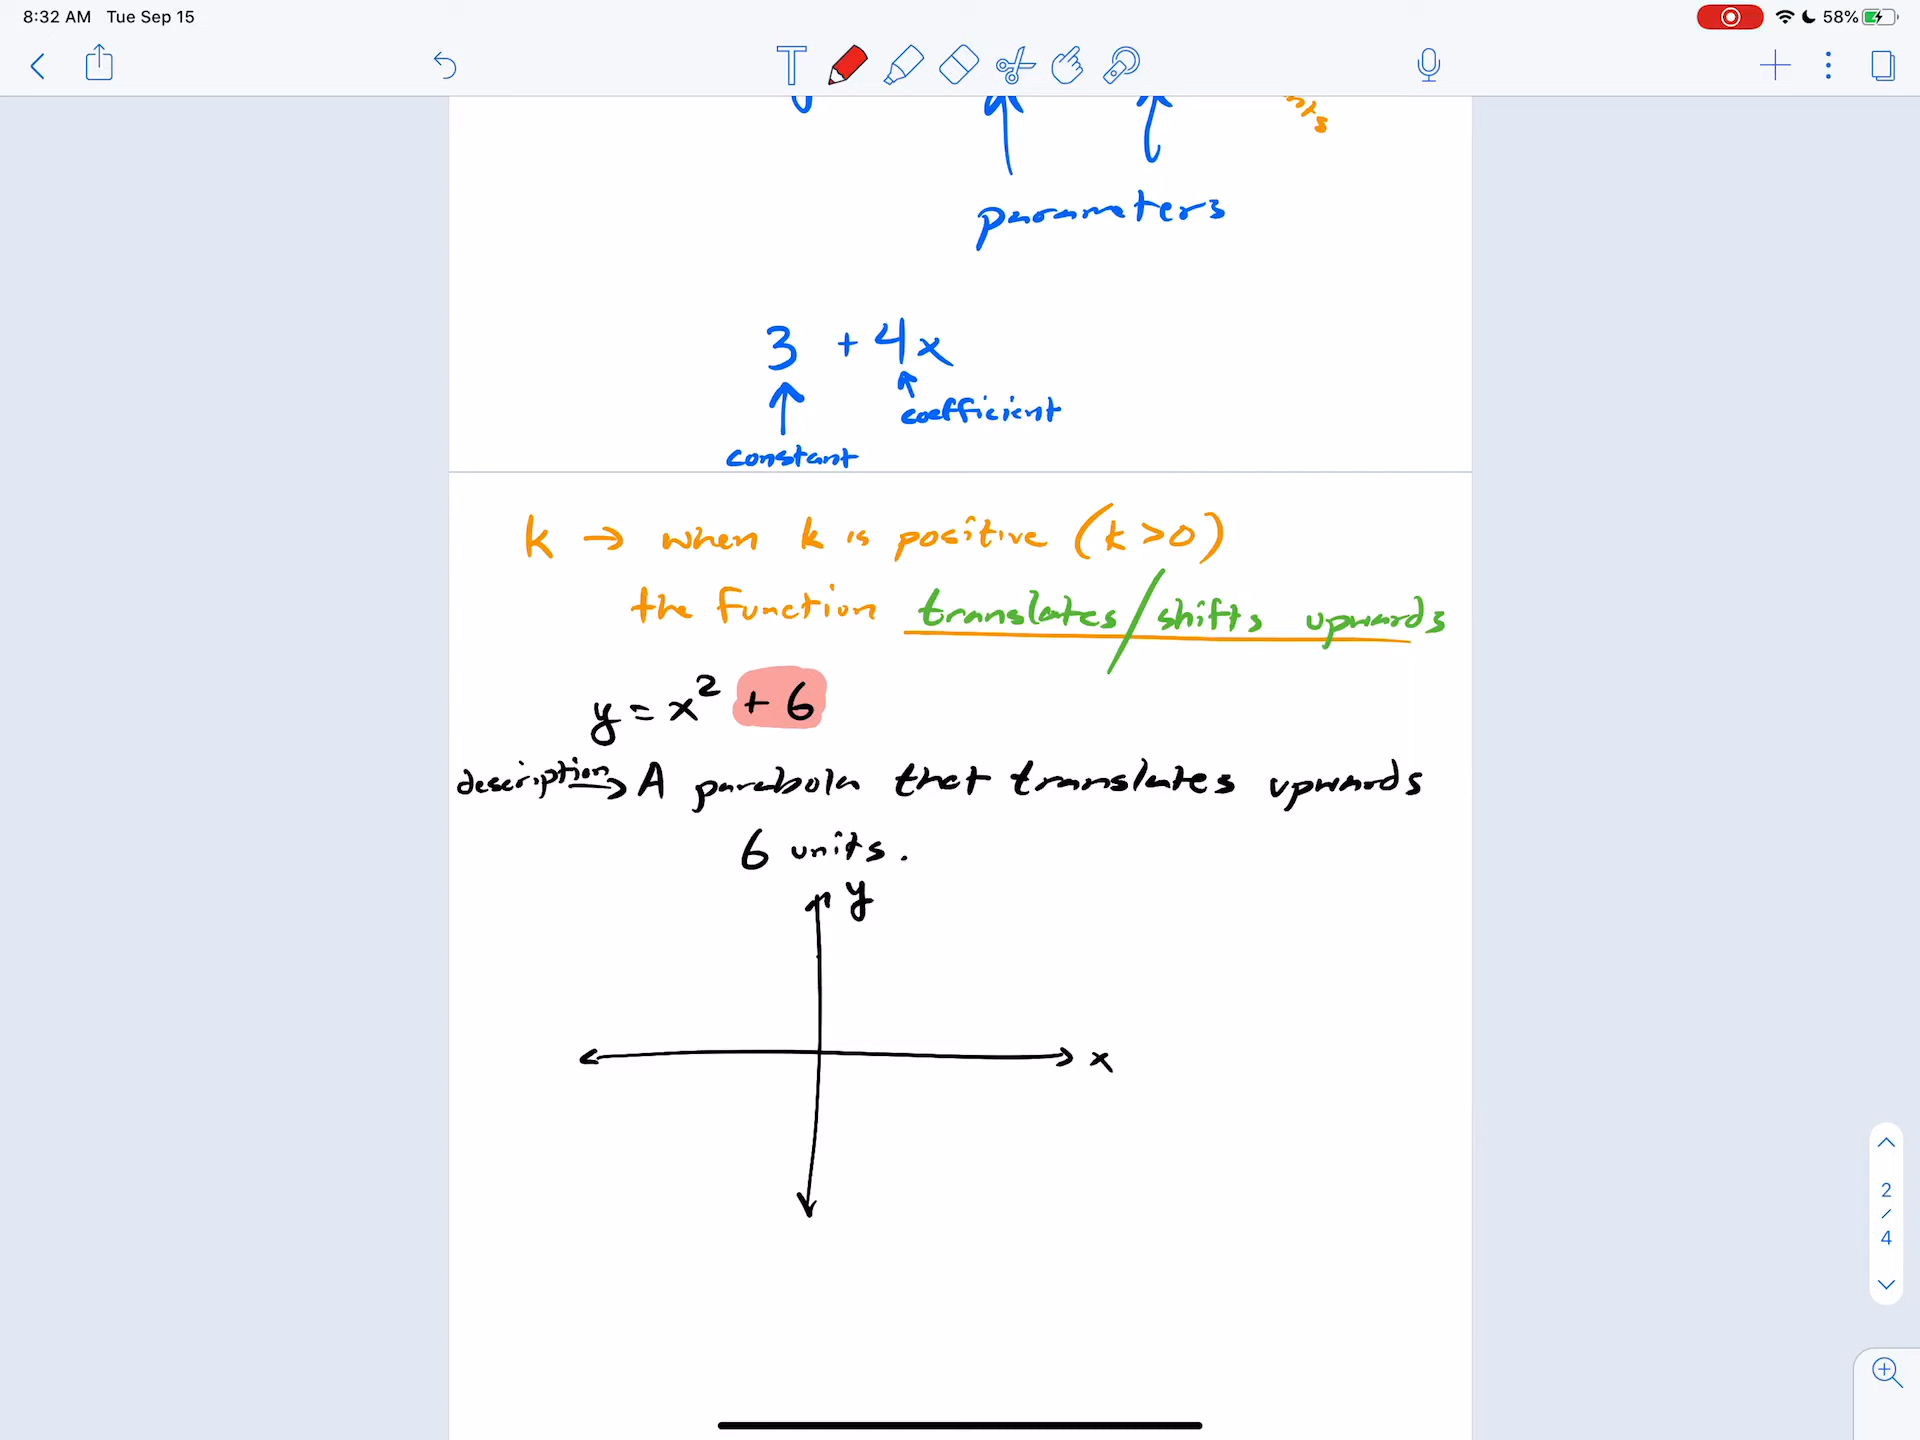 8:32 AM Tue Sep 15
58%
parameters
3 + 4x
coefficient
constant
k → when k is positive (k>0)
the function translates/shifts upwards
y = x² + 6
description → A parabola that translates upwards
6 units.
y
x
2
/
4